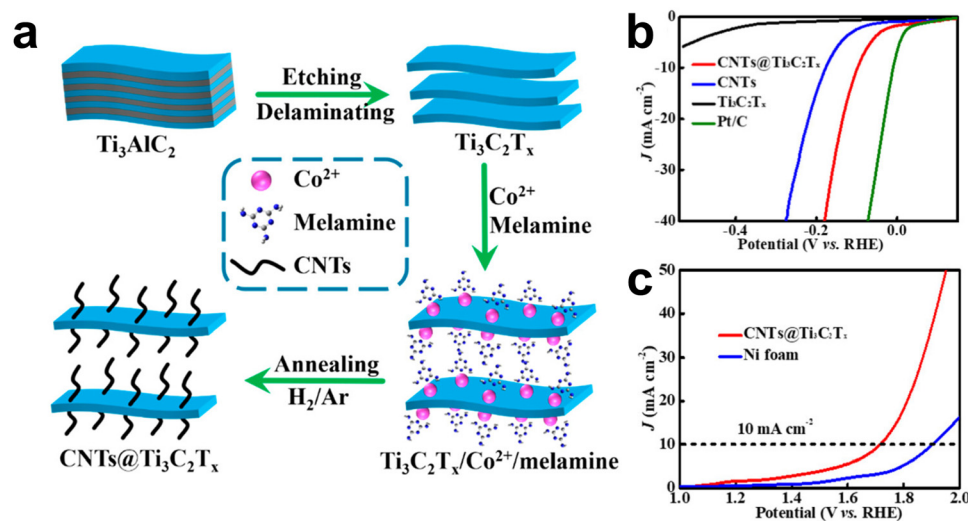 a
Etching
Delaminating
Ti₃AlC₂
Ti₃C₂Tₓ
Co²⁺
Melamine
CNTs
Co²⁺
Melamine
Annealing
H₂/Ar
CNTs@Ti₃C₂Tₓ
Ti₃C₂Tₓ/Co²⁺/melamine
b
0
-10
-20
-30
-40
J (mA cm⁻²)
CNTs@Ti₃C₂Tₓ
CNTs
Ti₃C₂Tₓ
Pt/C
-0.4 -0.2 0.0
Potential (V vs. RHE)
c
50
40
30
20
10
0
J (mA cm⁻²)
CNTs@Ti₃C₂Tₓ
Ni foam
10 mA cm⁻²
1.0 1.2 1.4 1.6 1.8 2.0
Potential (V vs. RHE)